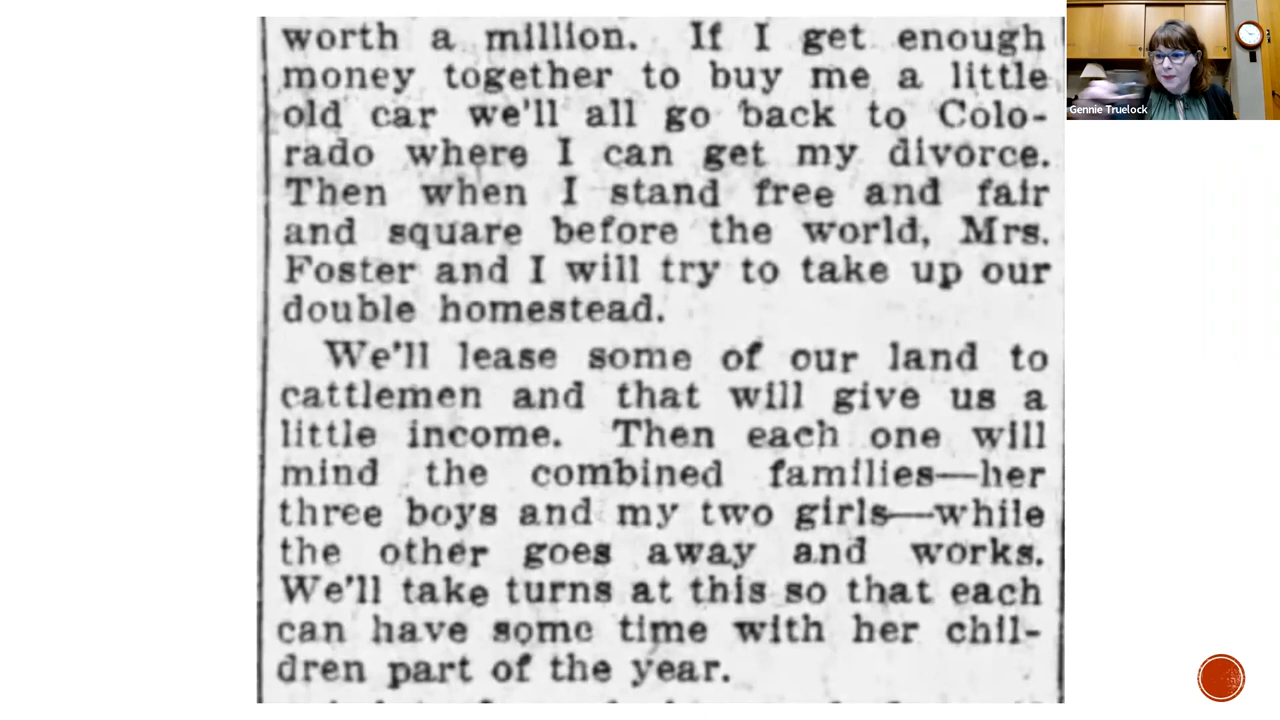 worth a million. If I get enough
money together to buy me a little
old car we'll all go back to Colo-
rado where I can get my divorce.
Then when I stand free and fair
and square before the world, Mrs.
Foster and I will try to take up our
double homestead.
We'll lease some of our land to
cattlemen and that will give us a
little income. Then each one will
mind the combined families—her
three boys and my two girls—while
the other goes away and works.
We'll take turns at this so that each
can have some time with her chil-
dren part of the year.
Gennie Truelock